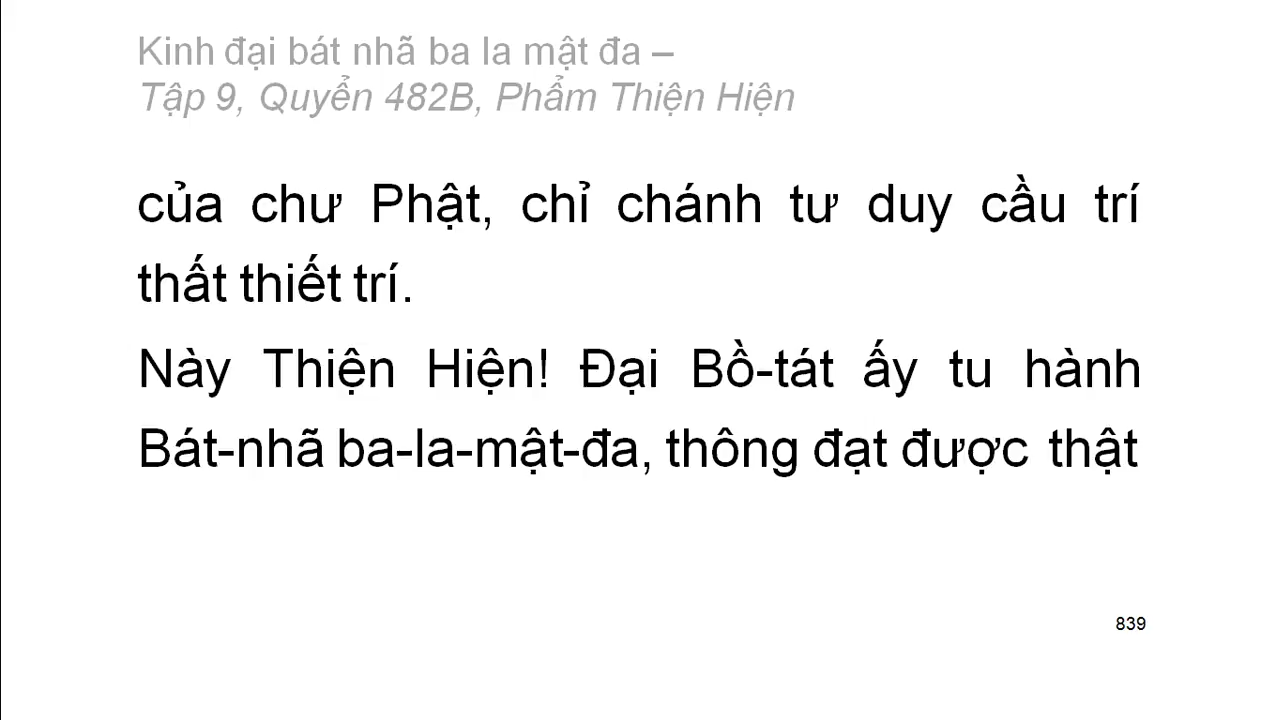 Kinh đại bát nhã ba la mật đa –
Tập 9, Quyển 482B, Phẩm Thiện Hiện
của chư Phật, chỉ chánh tư duy cầu trí
thất thiết trí.
Này Thiện Hiện! Đại Bồ-tát ấy tu hành
Bát-nhã ba-la-mật-đa, thông đạt được thật
839